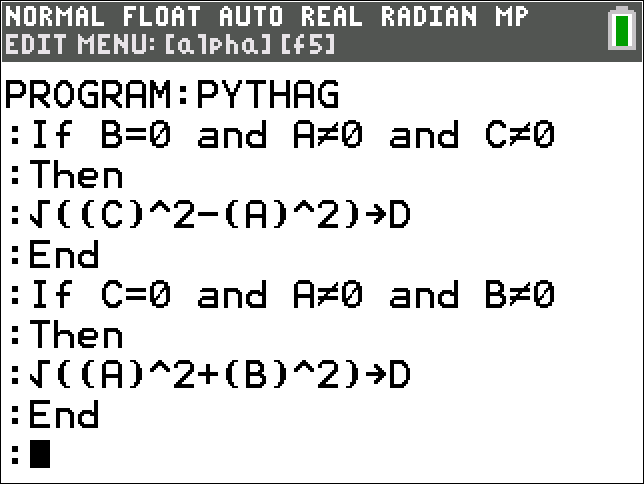 NORMAL FLOAT AUTO REAL RADIAN MP
EDIT MENU: [alpha] [f5]
PROGRAM:PYTHAG
:If B=0 and A≠0 and C≠0
:Then
:√((C)^2-(A)^2)→D
:End
:If C=0 and A≠0 and B≠0
:Then
:√((A)^2+(B)^2)→D
:End
: